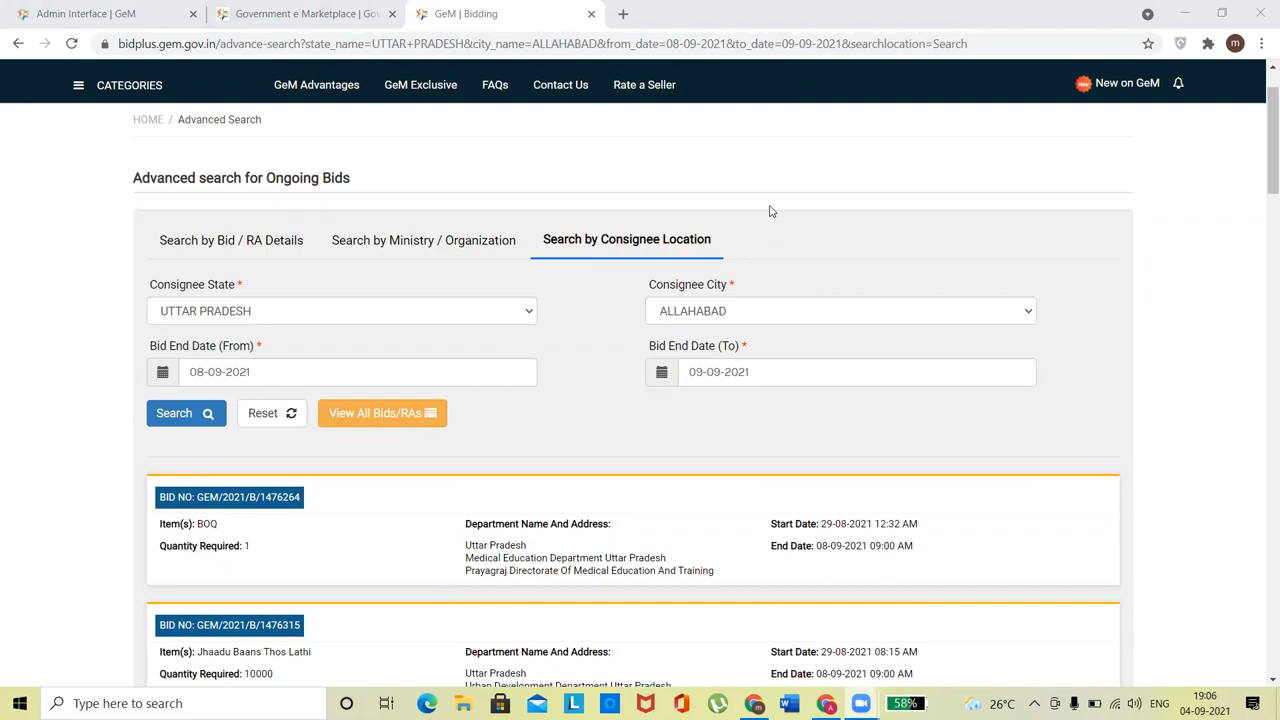 Admin Interface | GeM
Government e Marketplace | Gov
GeM | Bidding
bidplus.gem.gov.in/advance-search?state_name=UTTAR+PRADESH&city_name=ALLAHABAD&from_date=08-09-2021&to_date=09-09-2021&searchlocation=Search
m
CATEGORIES
GeM Advantages
GeM Exclusive
FAQs
Contact Us
Rate a Seller
New on GeM
HOME / Advanced Search
Advanced search for Ongoing Bids
Search by Bid / RA Details
Search by Ministry / Organization
Search by Consignee Location
Consignee State *
Consignee City *
UTTAR PRADESH
ALLAHABAD
Bid End Date (From) *
Bid End Date (To) *
08-09-2021
09-09-2021
Search
Reset
View All Bids/RAs
BID NO: GEM/2021/B/1476264
Item(s): BOQ
Department Name And Address:
Start Date: 29-08-2021 12:32 AM
Quantity Required: 1
Uttar Pradesh
End Date: 08-09-2021 09:00 AM
Medical Education Department Uttar Pradesh
Prayagraj Directorate Of Medical Education And Training
BID NO: GEM/2021/B/1476315
Item(s): Jhaadu Baans Thos Lathi
Department Name And Address:
Start Date: 29-08-2021 08:15 AM
Quantity Required: 10000
Uttar Pradesh
End Date: 08-09-2021 09:00 AM
Urban Development Department Uttar Pradesh
Type here to search
58%
26°C
ENG
19:06
04-09-2021